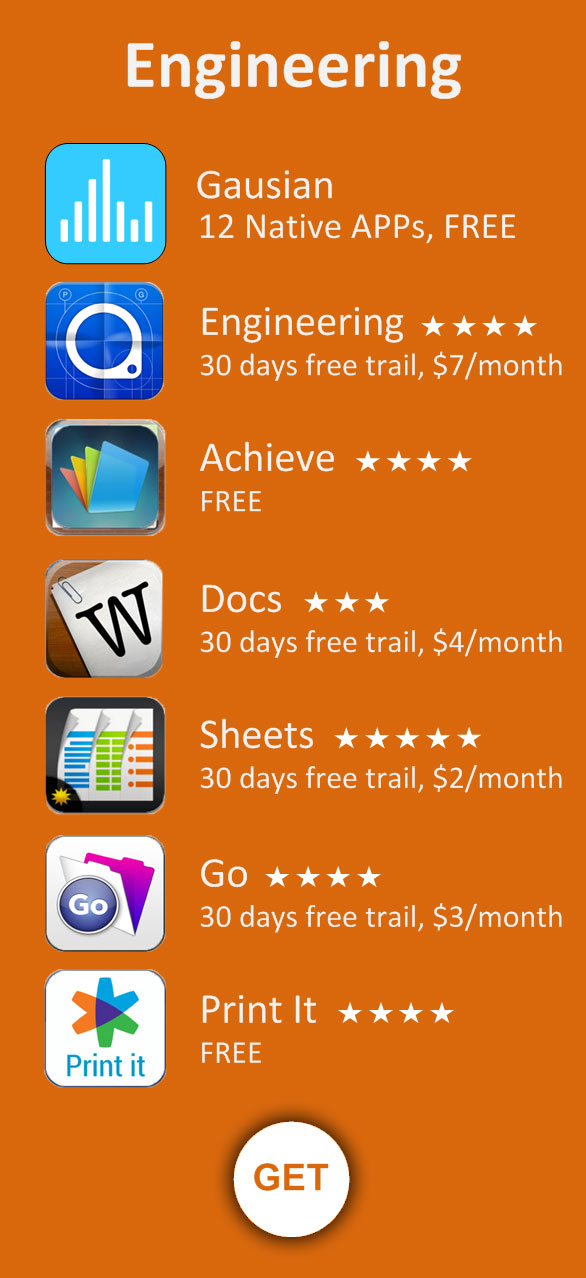 Engineering
Gausian
12 Native APPs, FREE
P G
Engineering ★★★★
30 days free trail, $7/month
Achieve ★★★★
FREE
W
Docs ★★★
30 days free trail, $4/month
Sheets ★★★★★
30 days free trail, $2/month
Go
Go ★★★★
30 days free trail, $3/month
Print It ★★★★
Print it
FREE
GET